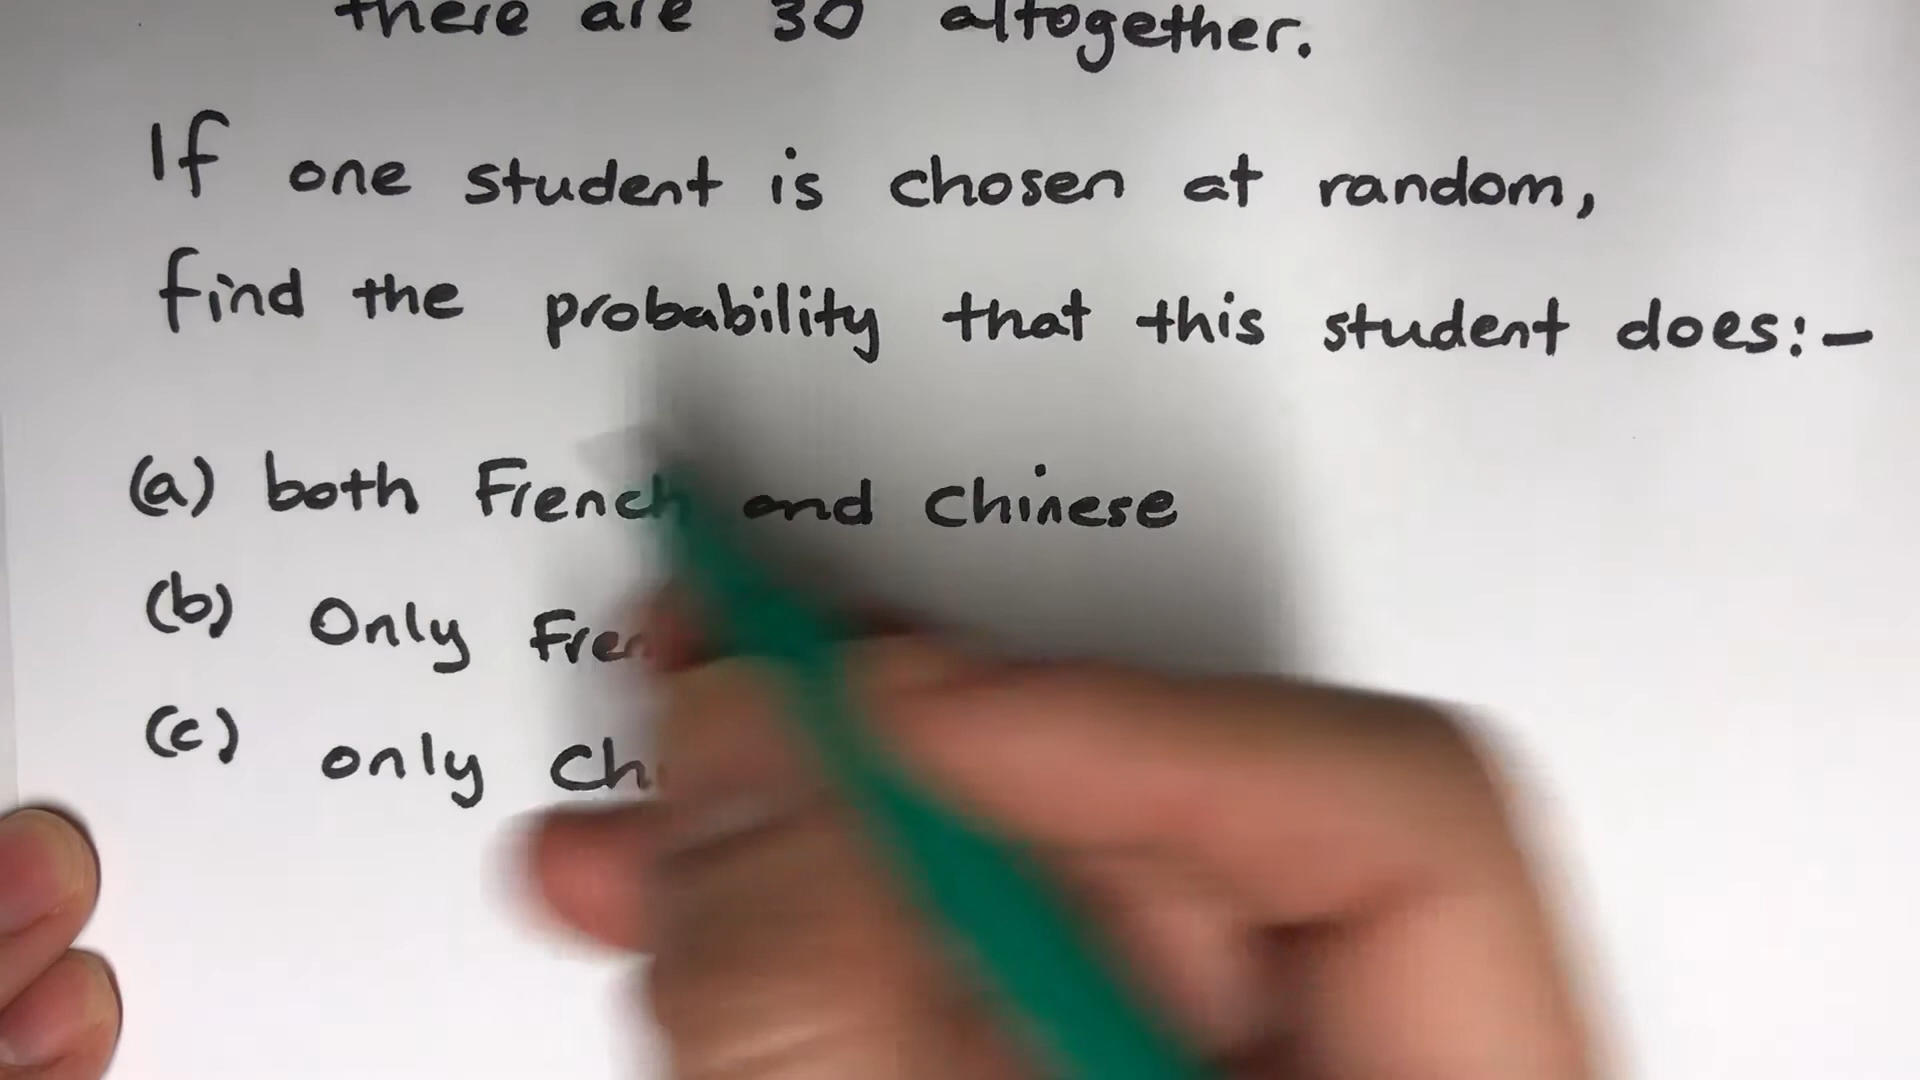 there are 30 altogether.
If one student is chosen at random,
find the probability that this student does:-
(a) both French and Chinese
(b) Only
(c) only